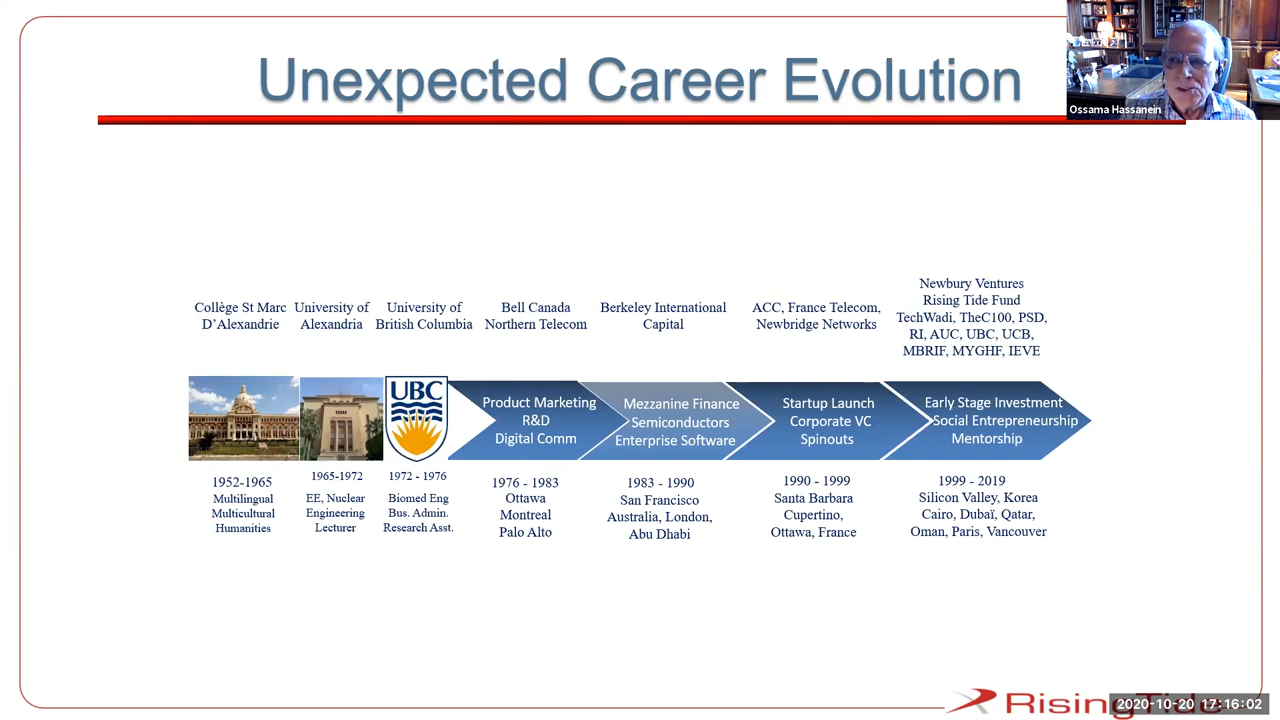 Unexpected Career Evolution
Ossama Hassanein
Collège St Marc
D'Alexandrie
University of
Alexandria
University of
British Columbia
Bell Canada
Northern Telecom
Berkeley International
Capital
ACC, France Telecom,
Newbridge Networks
Newbury Ventures
Rising Tide Fund
TechWadi, TheC100, PSD,
RI, AUC, UBC, UCB,
MBRIF, MYGHF, IEVE
UBC
Product Marketing
R&D
Digital Comm
Mezzanine Finance
Semiconductors
Enterprise Software
Startup Launch
Corporate VC
Spinouts
Early Stage Investment
Social Entrepreneurship
Mentorship
1952-1965
Multilingual
Multicultural
Humanities
1965-1972
EE, Nuclear
Engineering
Lecturer
1972 - 1976
Biomed Eng
Bus. Admin.
Research Asst.
1976 - 1983
Ottawa
Montreal
Palo Alto
1983 - 1990
San Francisco
Australia, London,
Abu Dhabi
1990 - 1999
Santa Barbara
Cupertino,
Ottawa, France
1999 - 2019
Silicon Valley, Korea
Cairo, Dubaï, Qatar,
Oman, Paris, Vancouver
RisingTide
2020-10-20 17:16:02